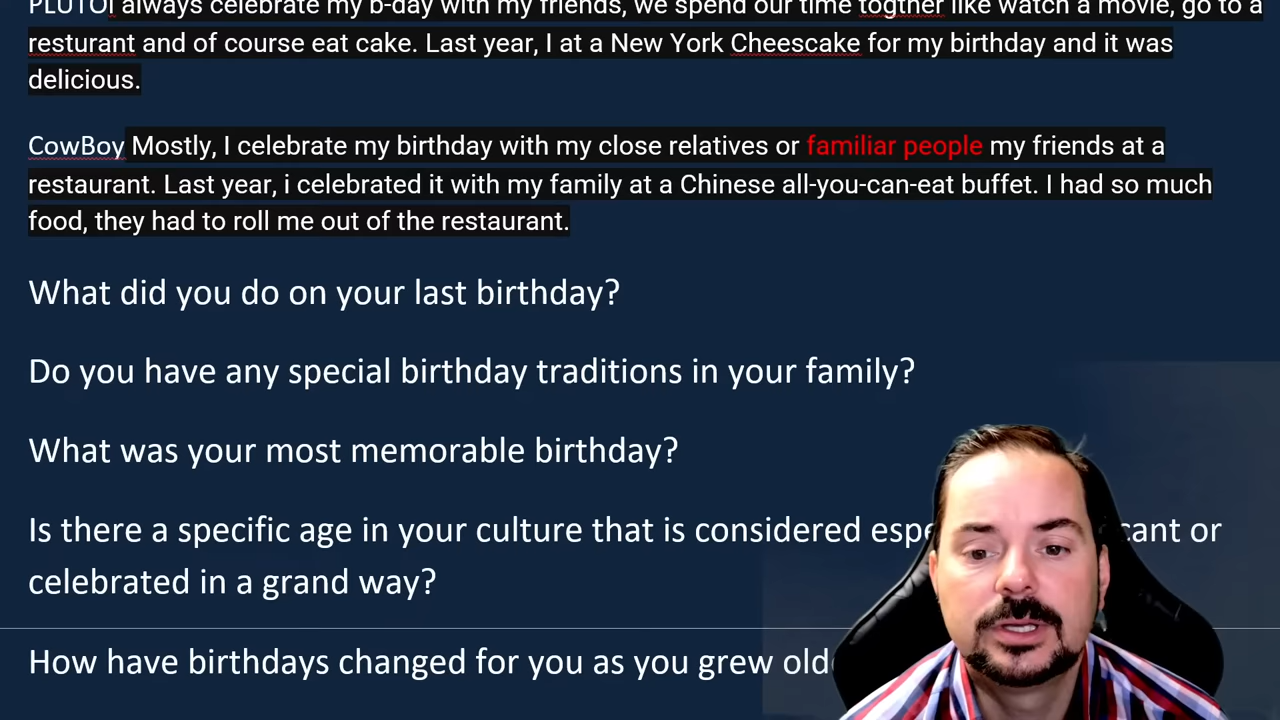 PLUTOI always celebrate my b-day with my friends, we spend our time togther like watch a movie, go to a
resturant and of course eat cake. Last year, I at a New York Cheescake for my birthday and it was
delicious.
CowBoy Mostly, I celebrate my birthday with my close relatives or familiar people my friends at a
restaurant. Last year, i celebrated it with my family at a Chinese all-you-can-eat buffet. I had so much
food, they had to roll me out of the restaurant.
What did you do on your last birthday?
Do you have any special birthday traditions in your family?
What was your most memorable birthday?
Is there a specific age in your culture that is considered or
celebrated in a grand way?
How have birthdays changed for you as you grew